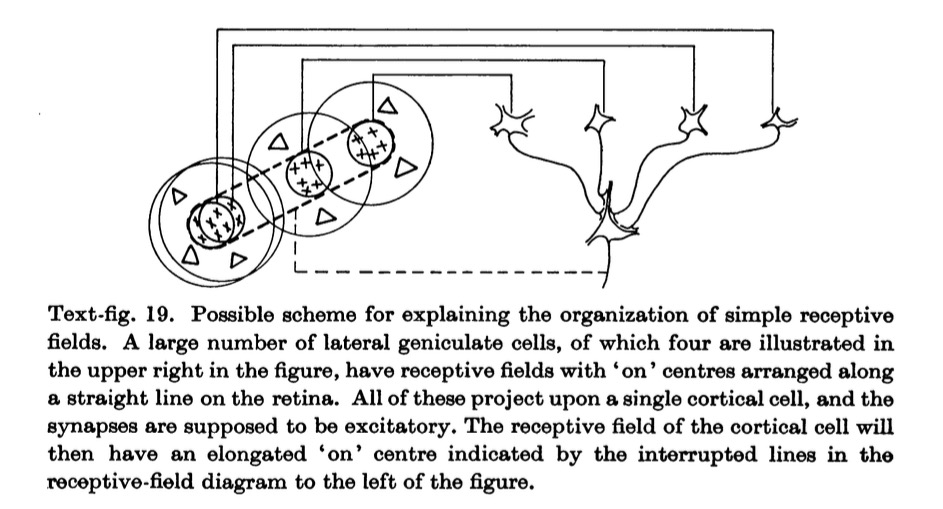 Text-fig. 19. Possible scheme for explaining the organization of simple receptive
fields. A large number of lateral geniculate cells, of which four are illustrated in
the upper right in the figure, have receptive fields with ‘on’ centres arranged along
a straight line on the retina. All of these project upon a single cortical cell, and the
synapses are supposed to be excitatory. The receptive field of the cortical cell will
then have an elongated ‘on’ centre indicated by the interrupted lines in the
receptive-field diagram to the left of the figure.